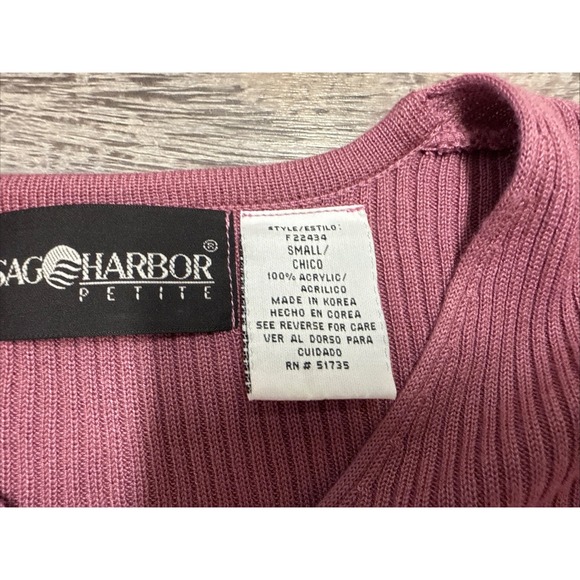 SAG HARBOR ®
PETITE
STYLE/ESTILO:
F22434
SMALL/
CHICO
100% ACRYLIC/
ACRILICO
MADE IN KOREA
HECHO EN COREA
SEE REVERSE FOR CARE
VER AL DORSO PARA
CUIDADO
RN # 51735